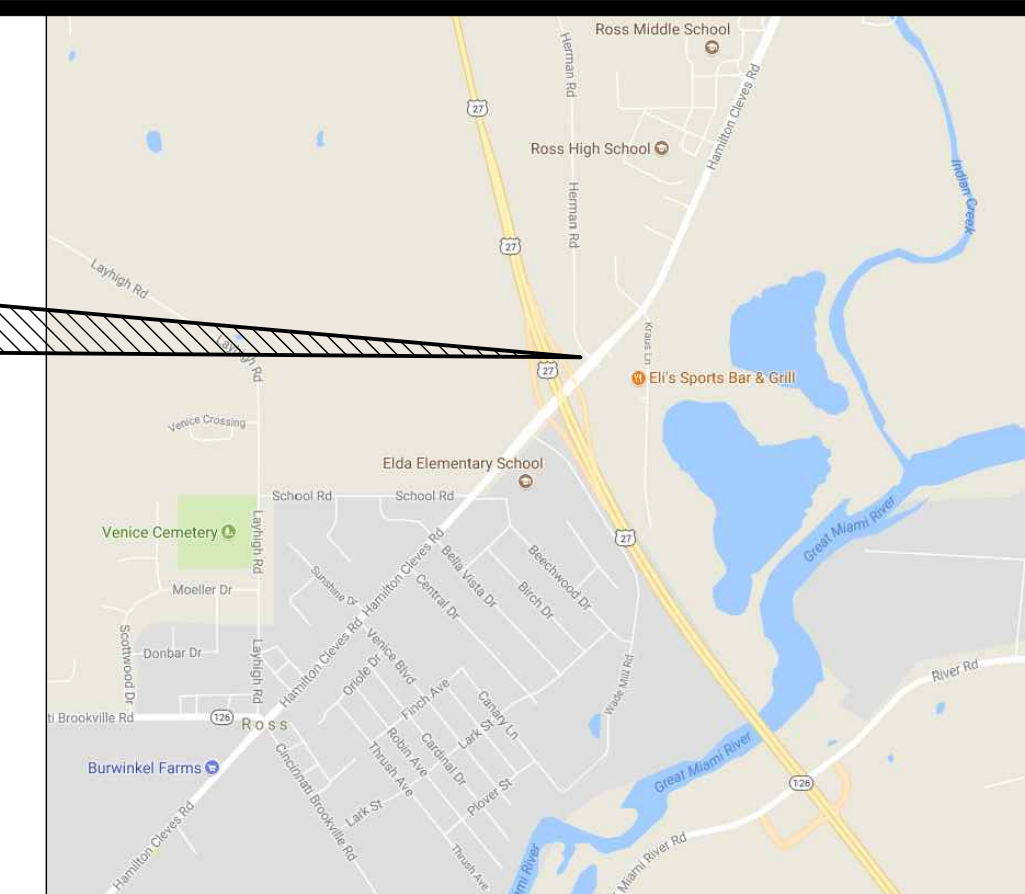 Ross Middle School
Herman Rd
Hamilton Cleves Rd
27
Ross High School
Indian Creek
Herman Rd
27
Layhigh Rd
Layhigh Rd
Kraus Ln
27
Eli's Sports Bar & Grill
Venice Crossing
Elda Elementary School
School Rd
School Rd
Layhigh Rd
Venice Cemetery
Great Miami River
27
Hamilton Cleves Rd
Bella Vista Dr
Beechwood Dr
Sunshine Dr
Central Dr
Birch Dr
Moeller Dr
Scottwood Dr
Donbar Dr
Layhigh Rd
Hamilton Cleves Rd
Venice Blvd
Oriole Dr
Wade Mill Rd
River Rd
Finch Ave
Canary Ln
ti Brookville Rd
126
Ross
Lark St
Robin Ave
Cardinal Dr
Thrush Ave
Cincinnati Brookville Rd
Burwinkel Farms
Great Miami River
126
Plover St
Lark St
Hamilton Cleves Rd
Thrush Ave
mi River
Miami River Rd